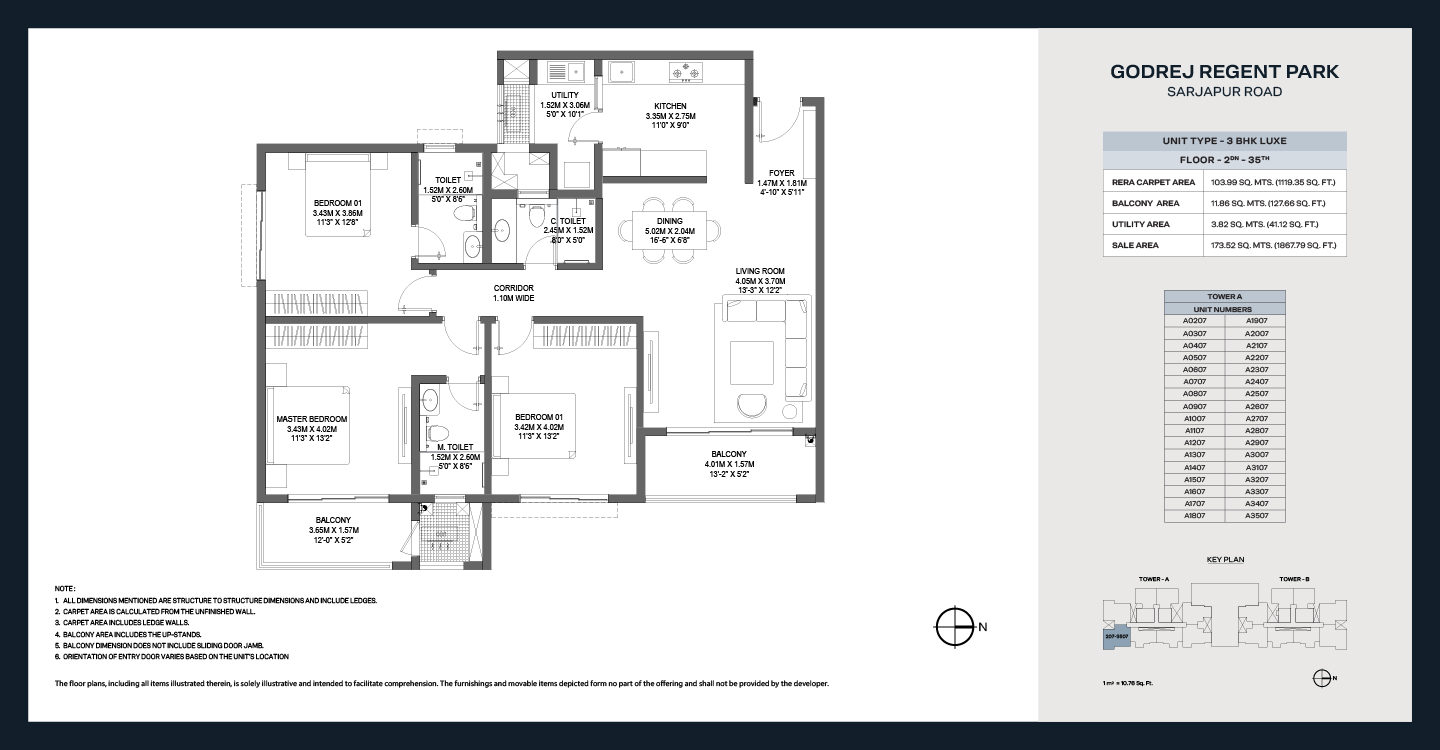 GODREJ REGENT PARK
SARJAPUR ROAD
UNIT TYPE - 3 BHK LUXE
FLOOR - 2ᴰᴺ - 35ᵀᴴ
RERA CARPET AREA 103.99 SQ. MTS. (1119.35 SQ. FT.)
BALCONY AREA 11.86 SQ. MTS. (127.66 SQ. FT.)
UTILITY AREA 3.82 SQ. MTS. (41.12 SQ. FT.)
SALE AREA 173.52 SQ. MTS. (1867.79 SQ. FT.)
TOWER A
UNIT NUMBERS
A0207 A1907
A0307 A2007
A0407 A2107
A0507 A2207
A0607 A2307
A0707 A2407
A0807 A2507
A0907 A2607
A1007 A2707
A1107 A2807
A1207 A2907
A1307 A3007
A1407 A3107
A1507 A3207
A1607 A3307
A1707 A3407
A1807 A3507
KEY PLAN
TOWER - A TOWER - B
207-3507
1 m² = 10.76 Sq. Ft.
N
UTILITY
1.52M X 3.06M
5'0" X 10'1"
KITCHEN
3.35M X 2.75M
11'0" X 9'0"
FOYER
1.47M X 1.81M
4'-10" X 5'11"
TOILET
1.52M X 2.60M
5'0" X 8'6"
BEDROOM 01
3.43M X 3.86M
11'3" X 12'8"
C. TOILET
2.45M X 1.52M
8'0" X 5'0"
DINING
5.02M X 2.04M
16'-6" X 6'8"
LIVING ROOM
4.05M X 3.70M
13'-3" X 12'2"
CORRIDOR
1.10M WIDE
MASTER BEDROOM
3.43M X 4.02M
11'3" X 13'2"
BEDROOM 01
3.42M X 4.02M
11'3" X 13'2"
M. TOILET
1.52M X 2.60M
5'0" X 8'6"
BALCONY
4.01M X 1.57M
13'-2" X 5'2"
BALCONY
3.65M X 1.57M
12'-0" X 5'2"
NOTE:
1. ALL DIMENSIONS MENTIONED ARE STRUCTURE TO STRUCTURE DIMENSIONS AND INCLUDE LEDGES.
2. CARPET AREA IS CALCULATED FROM THE UNFINISHED WALL.
3. CARPET AREA INCLUDES LEDGE WALLS.
4. BALCONY AREA INCLUDES THE UP-STANDS.
5. BALCONY DIMENSION DOES NOT INCLUDE SLIDING DOOR JAMB.
6. ORIENTATION OF ENTRY DOOR VARIES BASED ON THE UNIT'S LOCATION
N
The floor plans, including all items illustrated therein, is solely illustrative and intended to facilitate comprehension. The furnishings and movable items depicted form no part of the offering and shall not be provided by the developer.